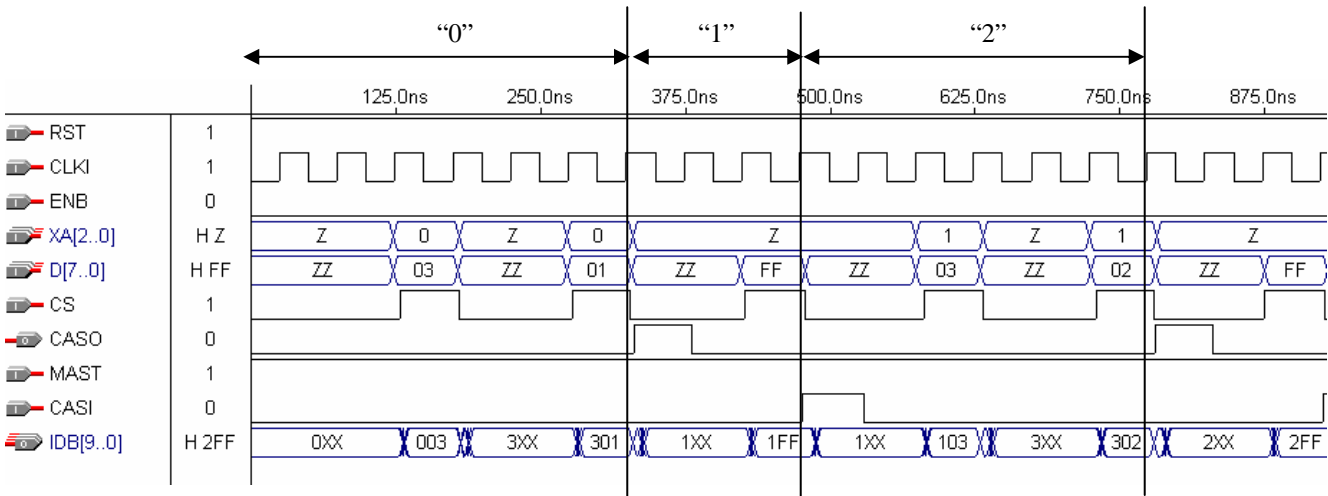 “0” “1” “2”
125.0ns 250.0ns 375.0ns 500.0ns 625.0ns 750.0ns 875.0ns
RST 1
CLKI 1
ENB 0
XA[2..0] H Z Z 0 Z 0 Z 1 Z 1 Z
D[7..0] H FF ZZ 03 ZZ 01 ZZ FF ZZ 03 ZZ 02 ZZ FF
CS 1
CASO 0
MAST 1
CASI 0
IDB[9..0] H 2FF 0XX 003 3XX 301 1XX 1FF 1XX 103 3XX 302 2XX 2FF